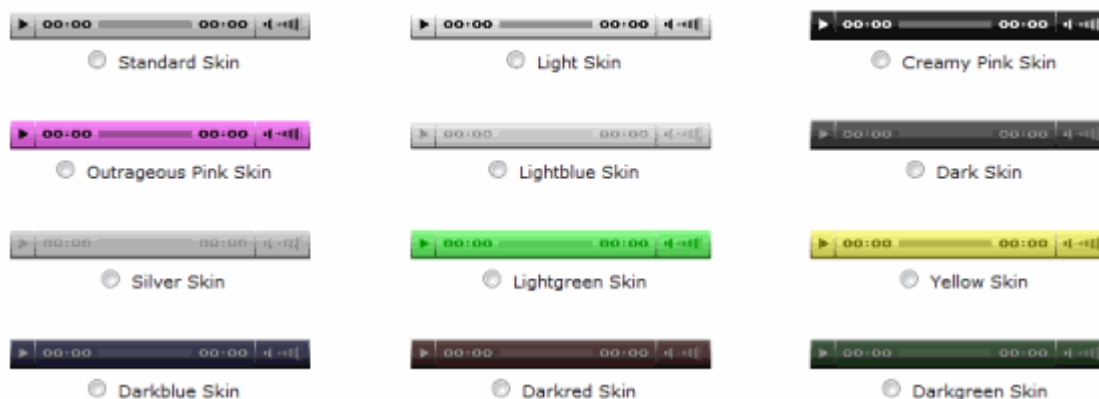 00:00 00:00 00:00 00:00 00:00 00:00
Standard Skin Light Skin Creamy Pink Skin
00:00 00:00 00:00 00:00 00:00 00:00
Outrageous Pink Skin Lightblue Skin Dark Skin
00:00 00:00 00:00 00:00 00:00 00:00
Silver Skin Lightgreen Skin Yellow Skin
00:00 00:00 00:00 00:00 00:00 00:00
Darkblue Skin Darkred Skin Darkgreen Skin